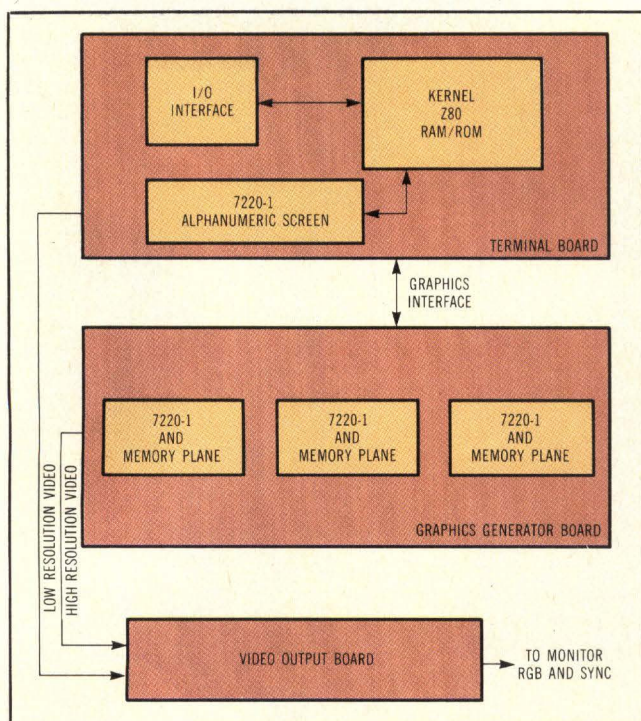 I/O
INTERFACE
KERNEL
Z80
RAM/ROM
7220-1
ALPHANUMERIC SCREEN
TERMINAL BOARD
GRAPHICS
INTERFACE
7220-1
AND
MEMORY PLANE
7220-1
AND
MEMORY PLANE
7220-1
AND
MEMORY PLANE
GRAPHICS GENERATOR BOARD
LOW RESOLUTION VIDEO
HIGH RESOLUTION VIDEO
VIDEO OUTPUT BOARD
TO MONITOR
RGB AND SYNC